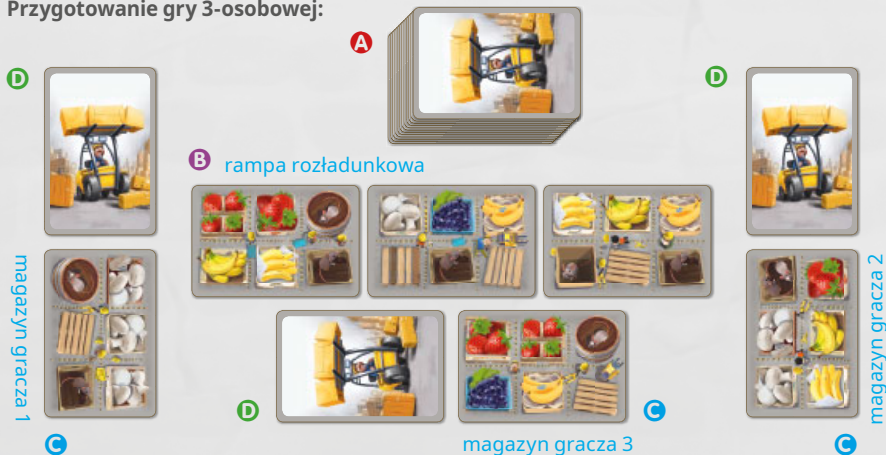 Przygotowanie gry 3-osobowej:
A
D
D
B
rampa rozładunkowa
magazyn gracza 1
magazyn gracza 2
D
C
C
magazyn gracza 3
C